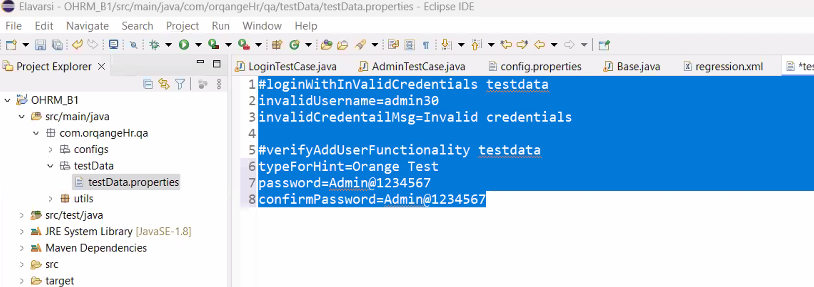 Elavarsi - OHRM_B1/src/main/java/com/orqangeHr/qa/testData/testData.properties - Eclipse IDE
File Edit Navigate Search Project Run Window Help
Project Explorer
LoginTestCase.java AdminTestCase.java config.properties Base.java regression.xml *te
OHRM_B1
src/main/java
com.orqangeHr.qa
configs
testData
testData.properties
utils
src/test/java
JRE System Library [JavaSE-1.8]
Maven Dependencies
src
target
1 #loginWithInValidCredentials testdata
2 invalidUsername=admin30
3 invalidCredentailMsg=Invalid credentials
4
5 #verifyAddUserFunctionality testdata
6 typeForHint=Orange Test
7 password=Admin@1234567
8 confirmPassword=Admin@1234567